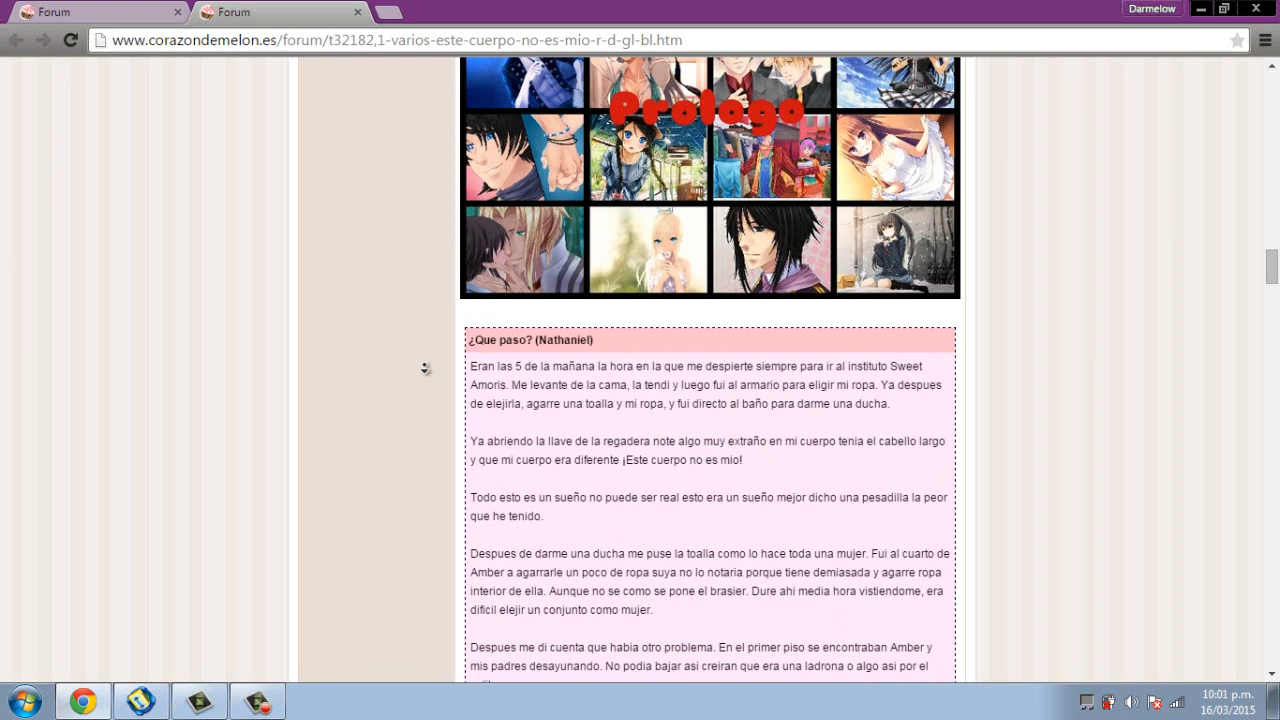 Forum
Forum
Darmelow
www.corazondemelon.es/forum/t32182,1-varios-este-cuerpo-no-es-mio-r-d-gl-bl.htm
Prologo
¿Que paso? (Nathaniel)
Eran las 5 de la mañana la hora en la que me despierte siempre para ir al instituto Sweet
Amoris. Me levante de la cama, la tendi y luego fui al armario para eligir mi ropa. Ya despues
de elejirla, agarre una toalla y mi ropa, y fui directo al baño para darme una ducha.
Ya abriendo la llave de la regadera note algo muy extraño en mi cuerpo tenia el cabello largo
y que mi cuerpo era diferente ¡Este cuerpo no es mio!
Todo esto es un sueño no puede ser real esto era un sueño mejor dicho una pesadilla la peor
que he tenido.
Despues de darme una ducha me puse la toalla como lo hace toda una mujer. Fui al cuarto de
Amber a agarrarle un poco de ropa suya no lo notaria porque tiene demiasada y agarre ropa
interior de ella. Aunque no se como se pone el brasier. Dure ahi media hora vistiendome, era
dificil elejir un conjunto como mujer.
Despues me di cuenta que habia otro problema. En el primer piso se encontraban Amber y
mis padres desayunando. No podia bajar asi creiran que era una ladrona o algo asi por el
10:01 p.m.
16/03/2015